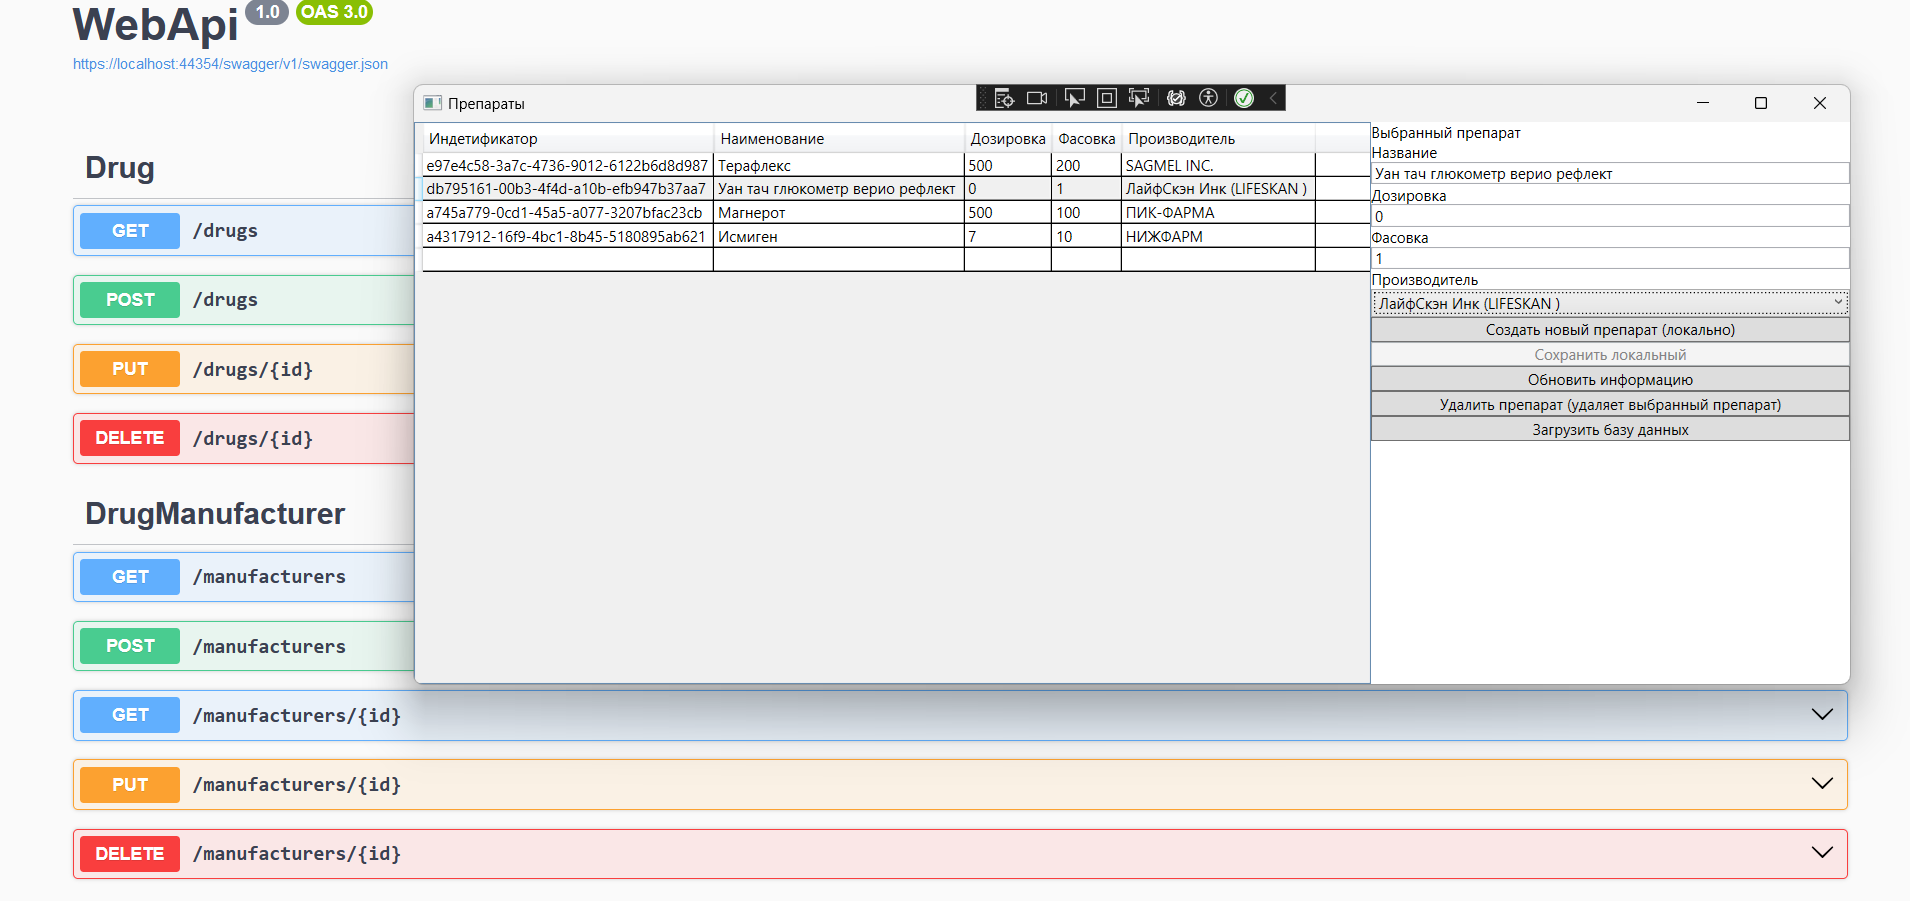 WebApi 1.0 OAS 3.0
https://localhost:44354/swagger/v1/swagger.json
Drug
GET /drugs
POST /drugs
PUT /drugs/{id}
DELETE /drugs/{id}
DrugManufacturer
GET /manufacturers
POST /manufacturers
GET /manufacturers/{id}
PUT /manufacturers/{id}
DELETE /manufacturers/{id}
Препараты
Индетификатор Наименование Дозировка Фасовка Производитель
e97e4c58-3a7c-4736-9012-6122b6d8d987 Терафлекс 500 200 SAGMEL INC.
db795161-00b3-4f4d-a10b-efb947b37aa7 Уан тач глюкометр верио рефлект 0 1 ЛайфСкэн Инк (LIFESKAN )
a745a779-0cd1-45a5-a077-3207bfac23cb Магнерот 500 100 ПИК-ФАРМА
a4317912-16f9-4bc1-8b45-5180895ab621 Исмиген 7 10 НИЖФАРМ
Выбранный препарат
Название
Уан тач глюкометр верио рефлект
Дозировка
0
Фасовка
1
Производитель
ЛайфСкэн Инк (LIFESKAN )
Создать новый препарат (локально)
Сохранить локальный
Обновить информацию
Удалить препарат (удаляет выбранный препарат)
Загрузить базу данных